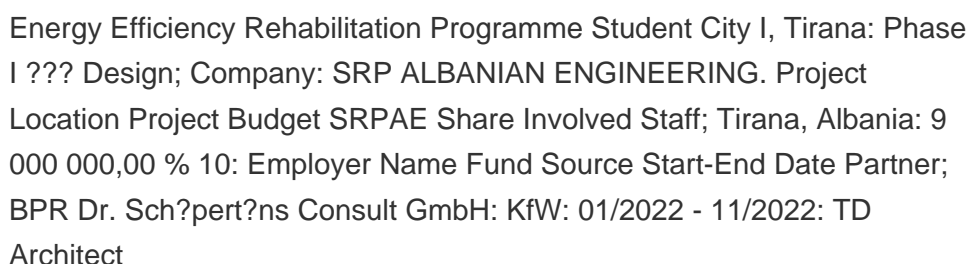 Energy Efficiency Rehabilitation Programme Student City I, Tirana: Phase
I ??? Design; Company: SRP ALBANIAN ENGINEERING. Project
Location Project Budget SRPAE Share Involved Staff; Tirana, Albania: 9
000 000,00 % 10: Employer Name Fund Source Start-End Date Partner;
BPR Dr. Sch?pert?ns Consult GmbH: KfW: 01/2022 - 11/2022: TD
Architect